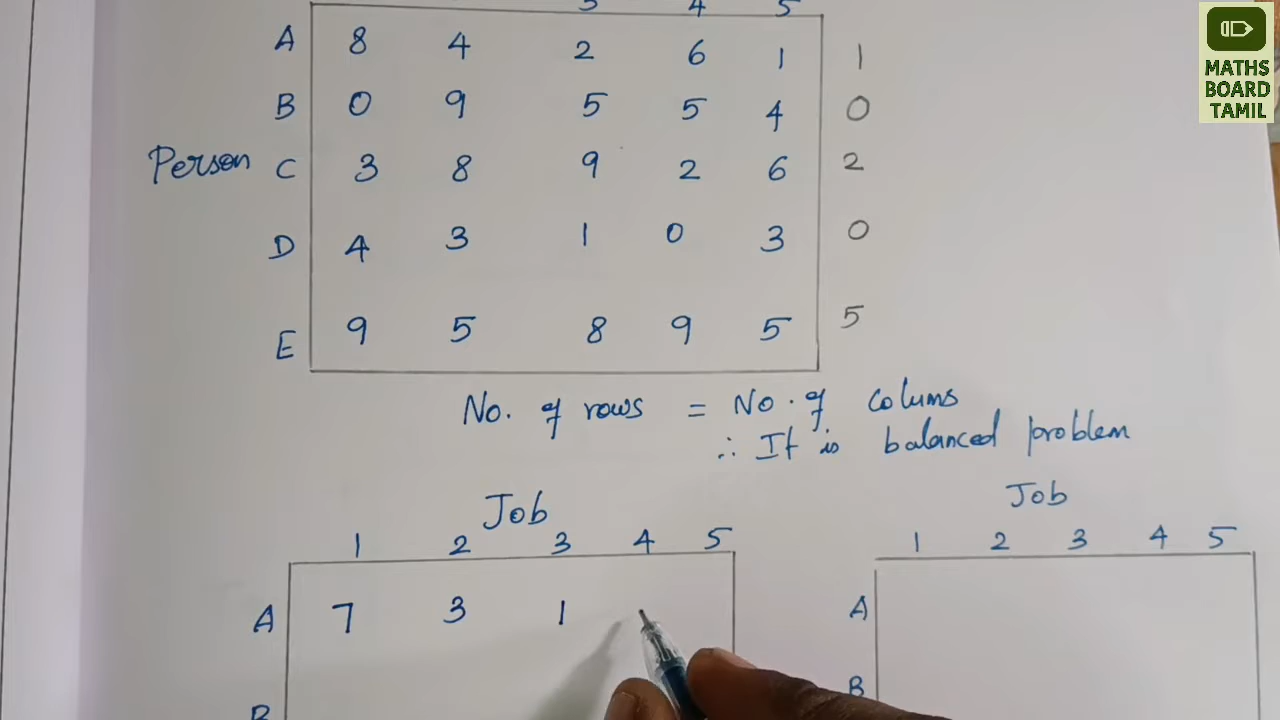 3 4 5
A 8 4 2 6 1 1
B 0 9 5 5 4 0
Person C 3 8 9 2 6 2
D 4 3 1 0 3 0
E 9 5 8 9 5 5
No. of rows = No. of colums
∴ It is balanced problem
Job
1 2 3 4 5
A 7 3 1
B
Job
1 2 3 4 5
A
B
MATHS
BOARD
TAMIL